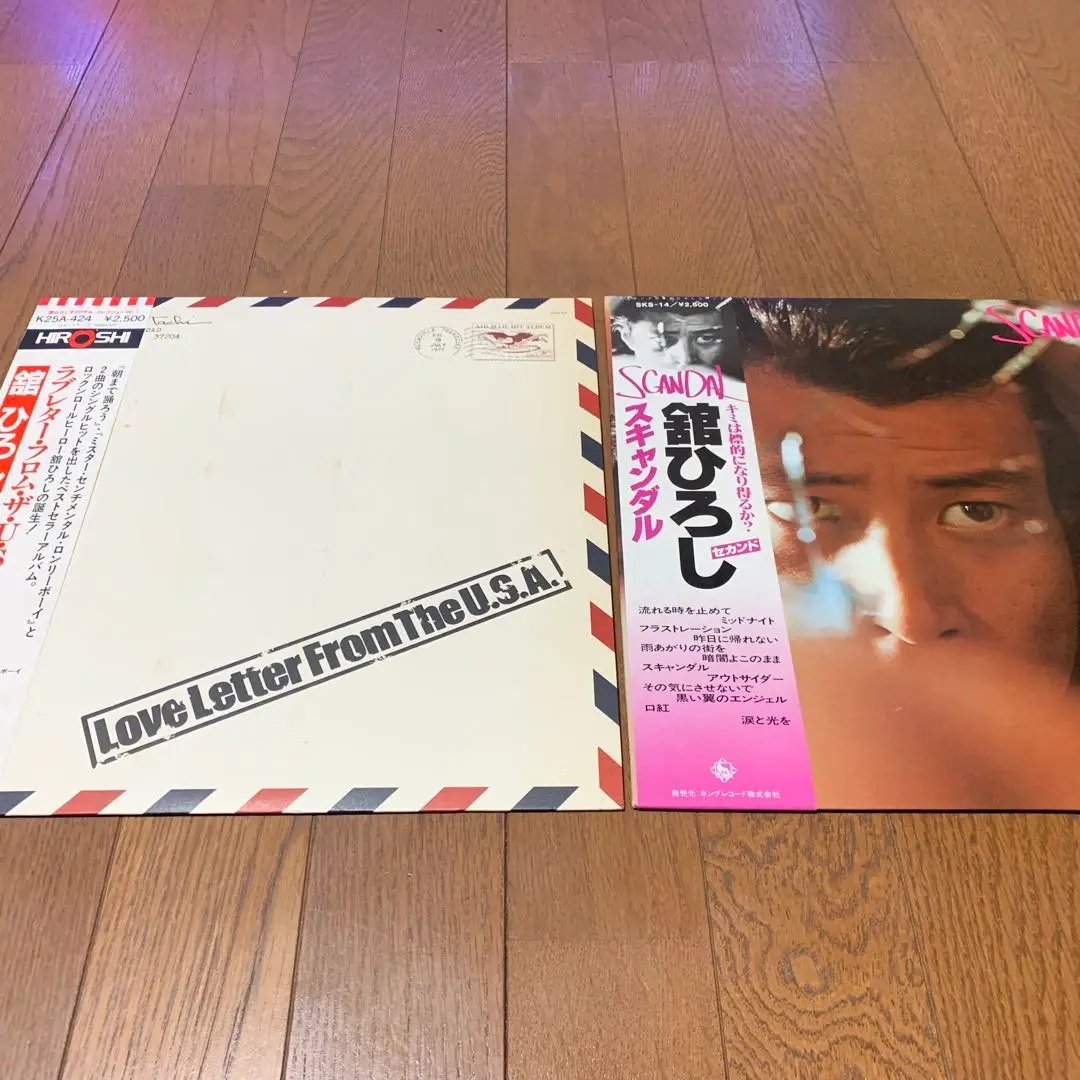 K25A-424 ¥2,500
HIROSHI
『朝まで踊ろう』・『ミスター・センチメンタル・ロンリーボーイ』と
2曲のシングルヒットを出したベストセラーアルバム。
ロックンロールヒーロー舘ひろしの誕生!
ラブレター・フロム・ザ・U.S
舘ひろ
Tachi
37204
JULY
1977
AIR MAIL HIT ALBUM
Love Letter From The U.S.A.
SKS-14/¥2,500
SCANDAL
キミは標的になり得るか?
舘ひろし
セカンド
スキャンダル
流れる時を止めて
ミッドナイト
フラストレーション
昨日に帰れない
雨あがりの街を
暗闇よこのまま
スキャンダル
アウトサイダー
その気にさせないで
黒い翼のエンジェル
口紅
涙と光を
発売元:キングレコード株式会社
SCANDA